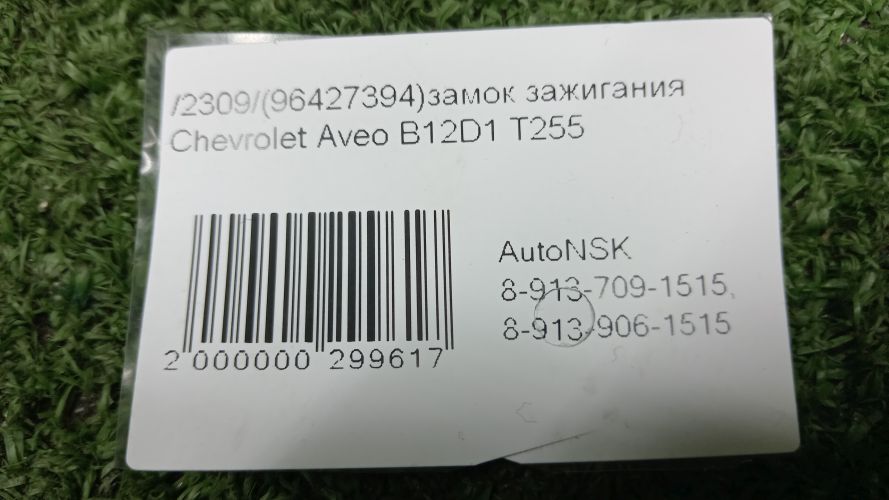 /2309/(96427394)замок зажигания
Chevrolet Aveo B12D1 T255
AutoNSK
8-913-709-1515,
8-913-906-1515
2 000000 299617